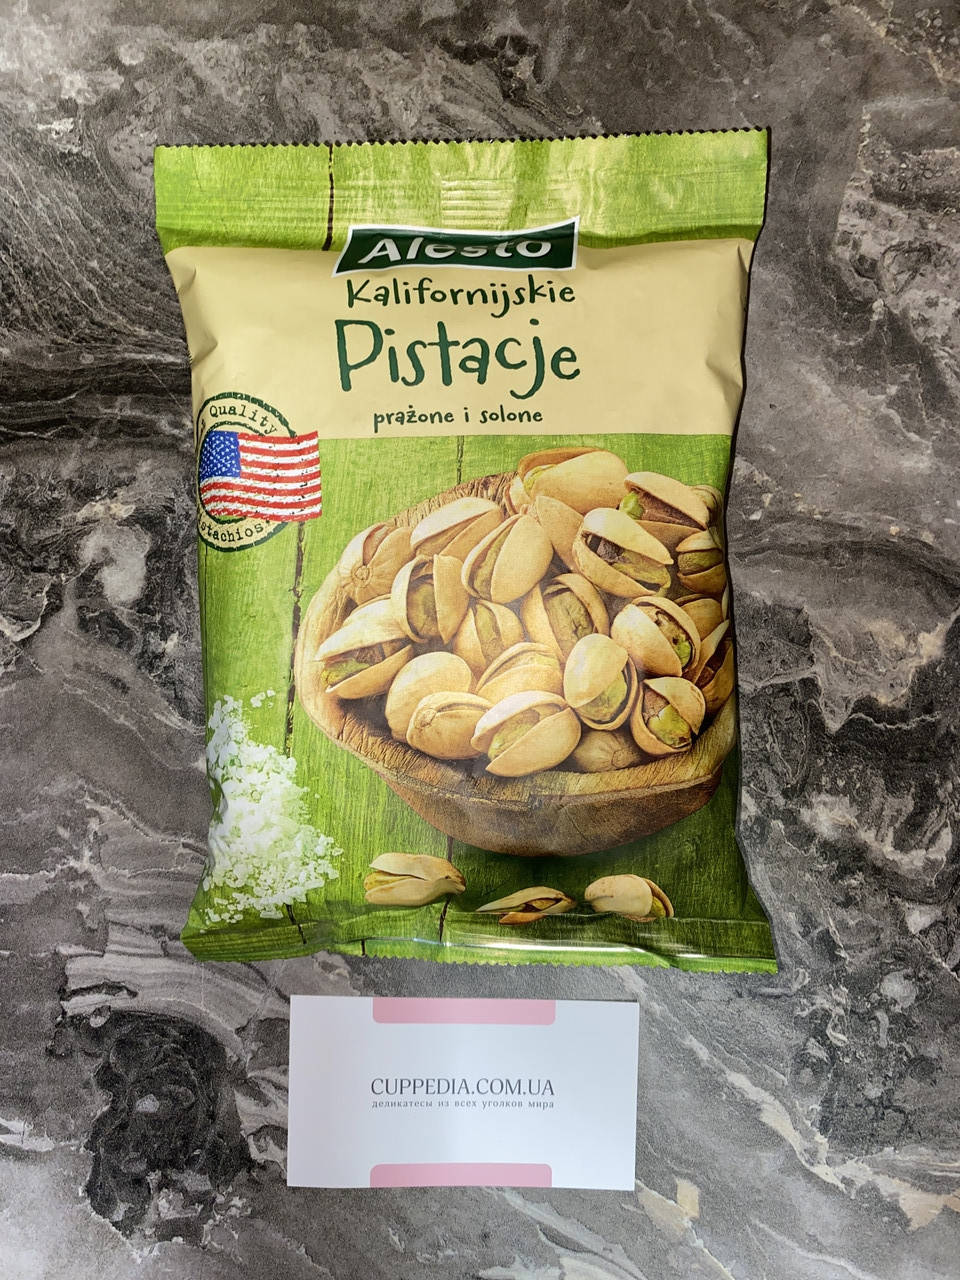 Alesto
Kalifornijskie
Pistacje
prażone i solone
Quality
CUPPEDIA.COM.UA
деликатесы из всех уголков мира